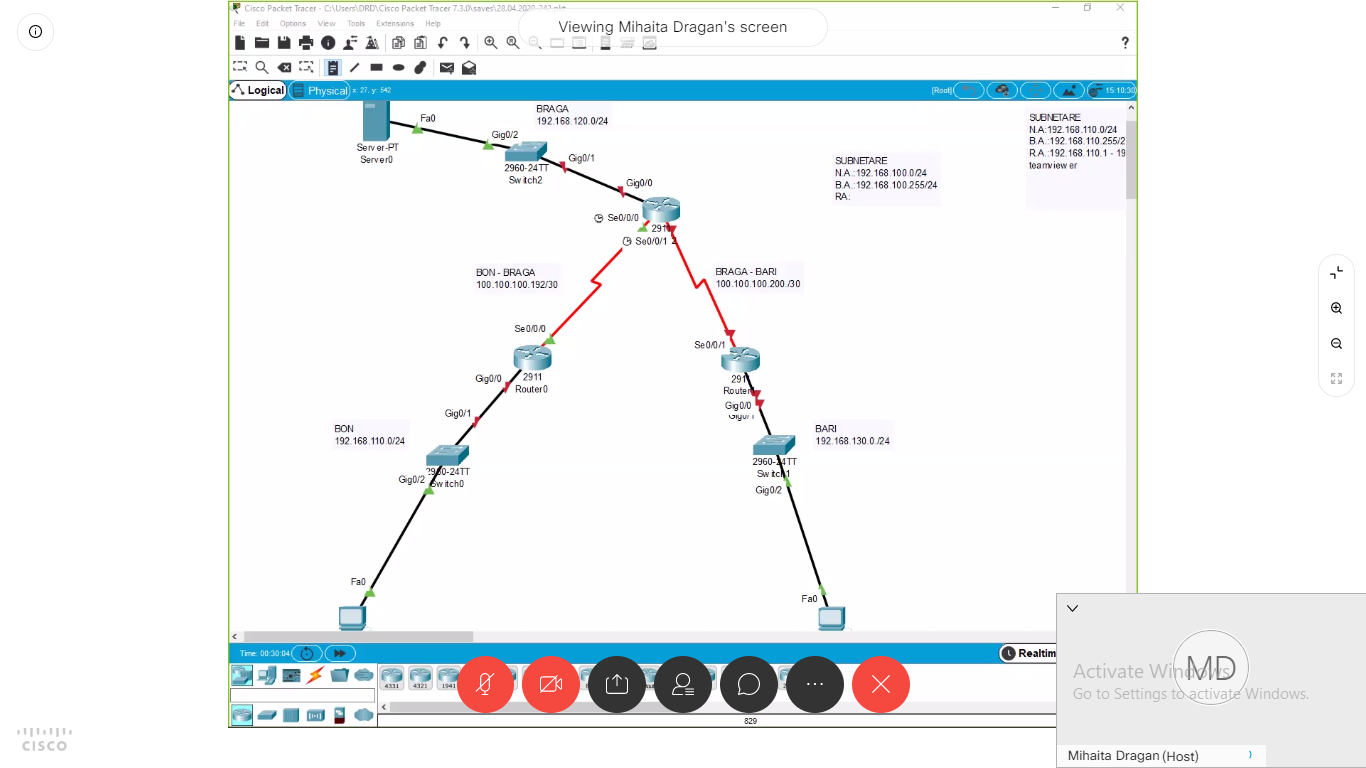 Cisco Packet Tracer - C:\Users\DRD\Cisco Packet Tracer 7.3.0\saves\28.04.2020
Viewing Mihaita Dragan's screen
File Edit Options View Tools Extensions Help
?
Logical Physical x: 27, y: 542 [Root] 15:10:30
BRAGA
192.168.120.0/24
Fa0
Gig0/2
Server-PT
Server0
Gig0/1
2960-24TT
Switch2
Gig0/0
SUBNETARE
N.A.:192.168.100.0/24
B.A.:192.168.100.255/24
RA:
SUBNETARE
N.A:192.168.110.0/24
B.A.:192.168.110.255/2
R.A.:192.168.110.1 - 19
teamviewer
Se0/0/0
291
Se0/0/1 2
BON - BRAGA
100.100.100.192/30
BRAGA - BARI
100.100.100.200./30
Se0/0/0
Se0/0/1
2911
Router0
Gig0/0
291
Router
Gig0/0
Gig0/1
Gig0/1
BON
192.168.110.0/24
BARI
192.168.130.0./24
2960-24TT
Switch0
Gig0/2
2960-24TT
Switch1
Gig0/2
Fa0
Fa0
Time: 00:30:04
Realtim
4331 4321 1941
829
MD
Activate Windows
Go to Settings to activate Windows.
Mihaita Dragan (Host)
CISCO